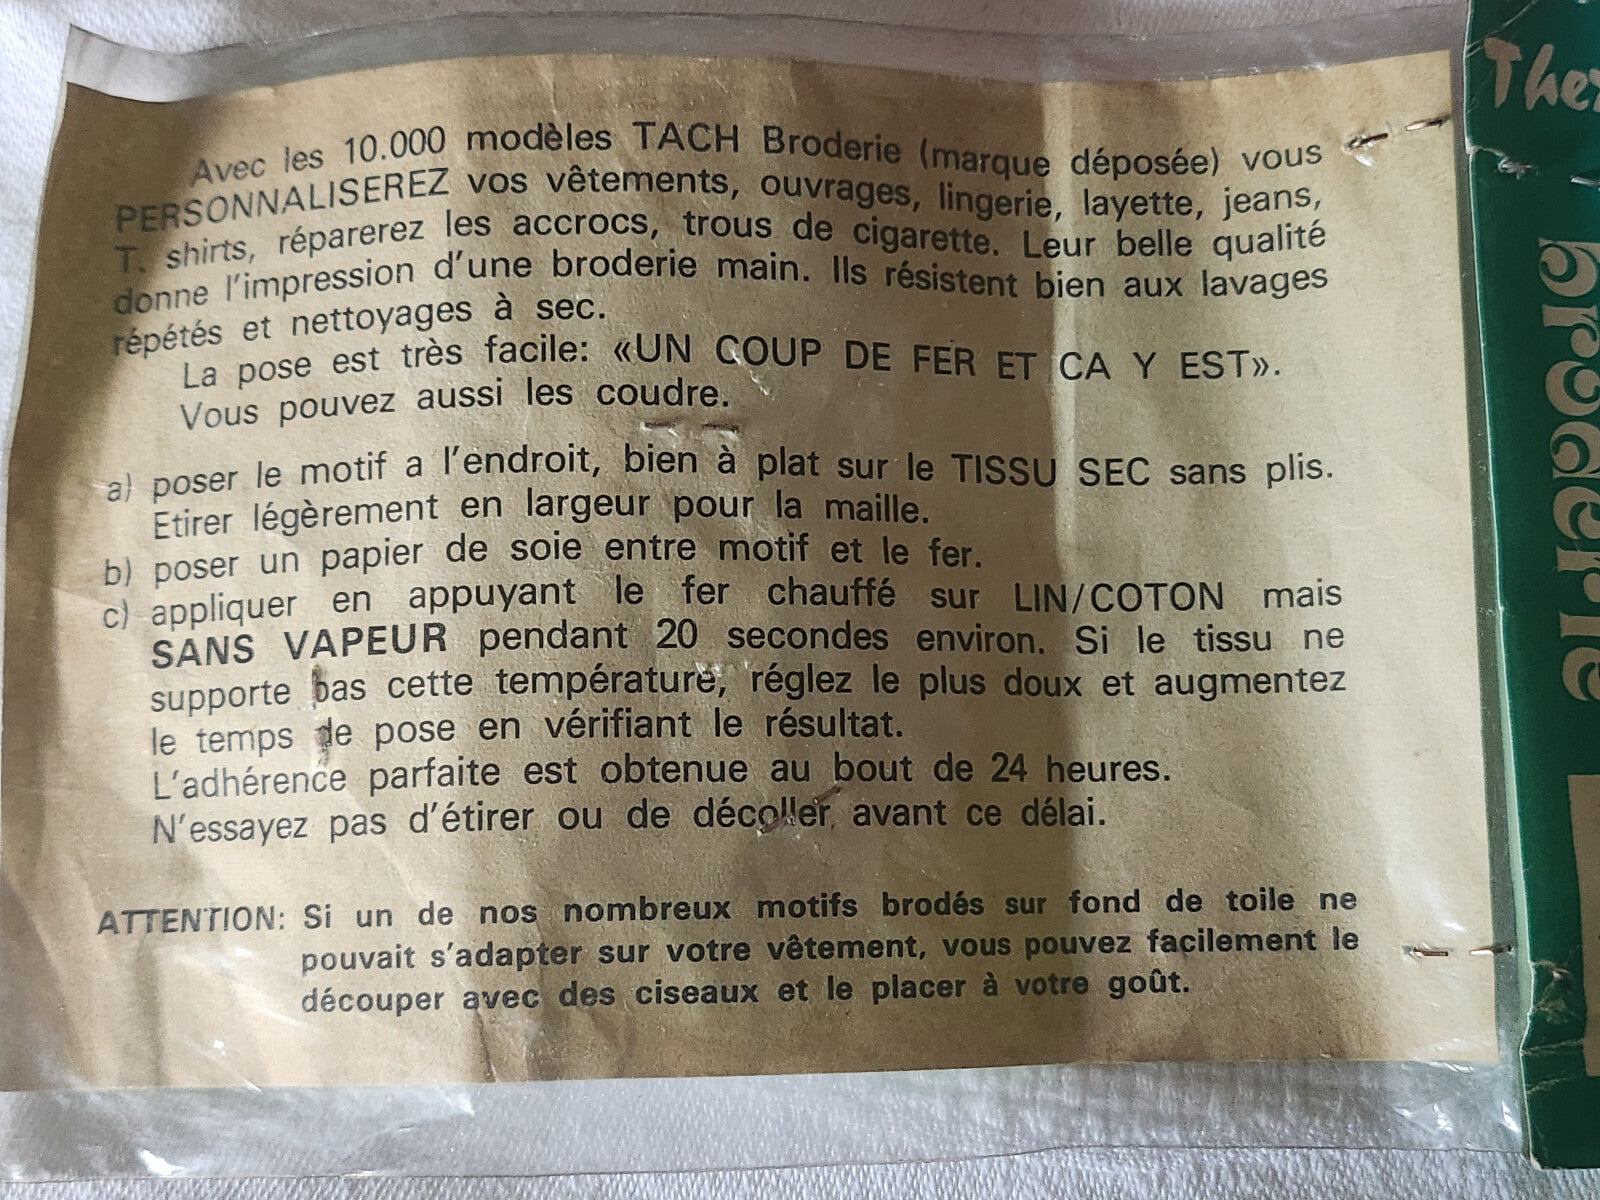 Avec les 10.000 modèles TACH Broderie (marque déposée) vous
PERSONNALISEREZ vos vêtements, ouvrages, lingerie, layette, jeans,
T. shirts, réparerez les accrocs, trous de cigarette. Leur belle qualité
donne l'impression d'une broderie main. Ils résistent bien aux lavages
répétés et nettoyages à sec.
La pose est très facile: «UN COUP DE FER ET CA Y EST».
Vous pouvez aussi les coudre.
a) poser le motif a l'endroit, bien à plat sur le TISSU SEC sans plis.
Etirer légèrement en largeur pour la maille.
b) poser un papier de soie entre motif et le fer.
c) appliquer en appuyant le fer chauffé sur LIN/COTON mais
SANS VAPEUR pendant 20 secondes environ. Si le tissu ne
supporte pas cette température, réglez le plus doux et augmentez
le temps de pose en vérifiant le résultat.
L'adhérence parfaite est obtenue au bout de 24 heures.
N'essayez pas d'étirer ou de décoller avant ce délai.
ATTENTION: Si un de nos nombreux motifs brodés sur fond de toile ne
pouvait s'adapter sur votre vêtement, vous pouvez facilement le
découper avec des ciseaux et le placer à votre goût.
broderie